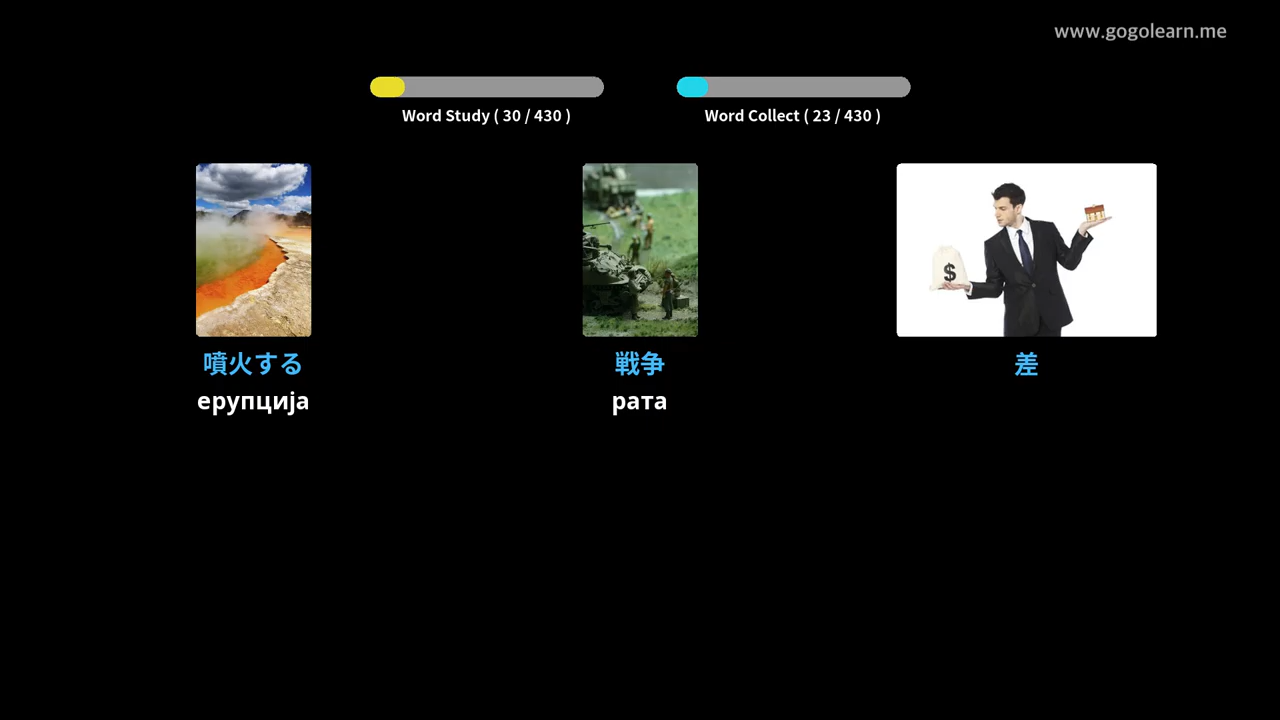 www.gogolearn.me
Word Study ( 30 / 430 )
Word Collect ( 23 / 430 )
$
噴火する
戦争
差
ерупција
рата